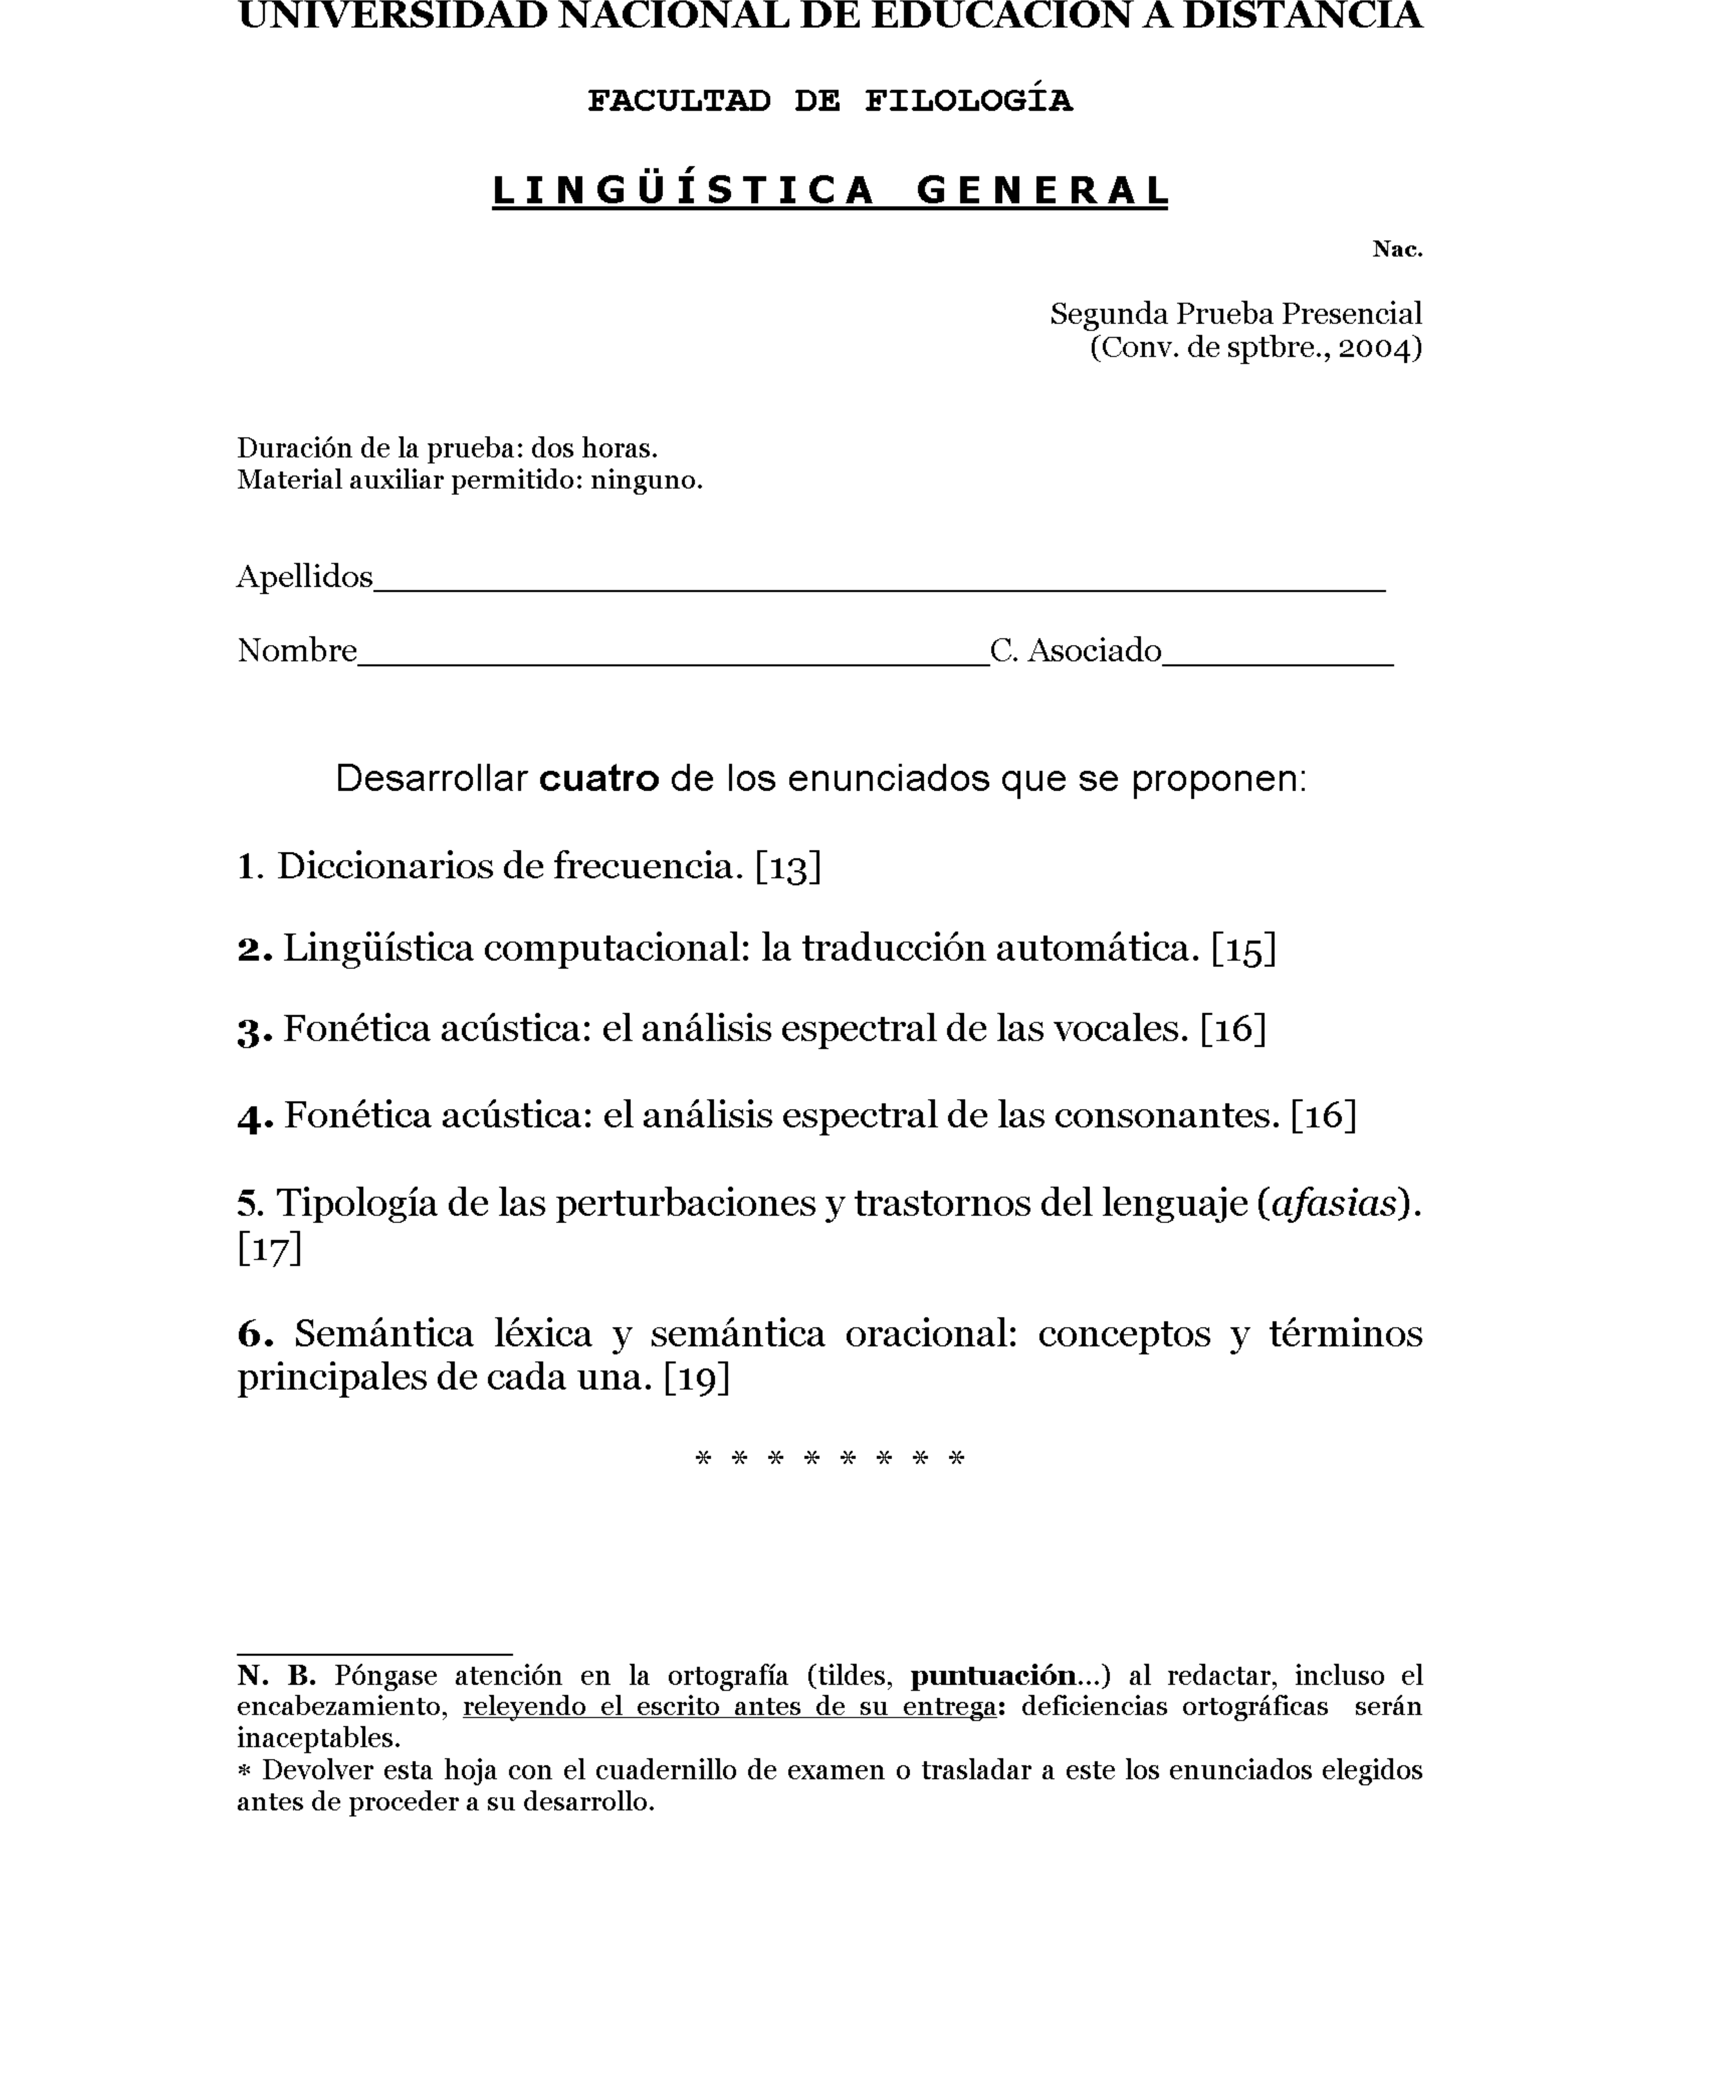 UNIVERSIDAD NACIONAL DE EDUCACIÓN A DISTANCIA
FACULTAD DE FILOLOGÍA
LINGÜÍSTICA GENERAL
Nac.
Segunda Prueba Presencial
(Conv. de sptbre., 2004)
Duración de la prueba: dos horas.
Material auxiliar permitido: ninguno.
Apellidos
Nombre C. Asociado
Desarrollar cuatro de los enunciados que se proponen:
1. Diccionarios de frecuencia. [13]
2. Lingüística computacional: la traducción automática. [15]
3. Fonética acústica: el análisis espectral de las vocales. [16]
4. Fonética acústica: el análisis espectral de las consonantes. [16]
5. Tipología de las perturbaciones y trastornos del lenguaje (afasias).
[17]
6. Semántica léxica y semántica oracional: conceptos y términos
principales de cada una. [19]
* * * * * * * *
N. B. Póngase atención en la ortografía (tildes, puntuación...) al redactar, incluso el
encabezamiento, releyendo el escrito antes de su entrega: deficiencias ortográficas serán
inaceptables.
* Devolver esta hoja con el cuadernillo de examen o trasladar a este los enunciados elegidos
antes de proceder a su desarrollo.